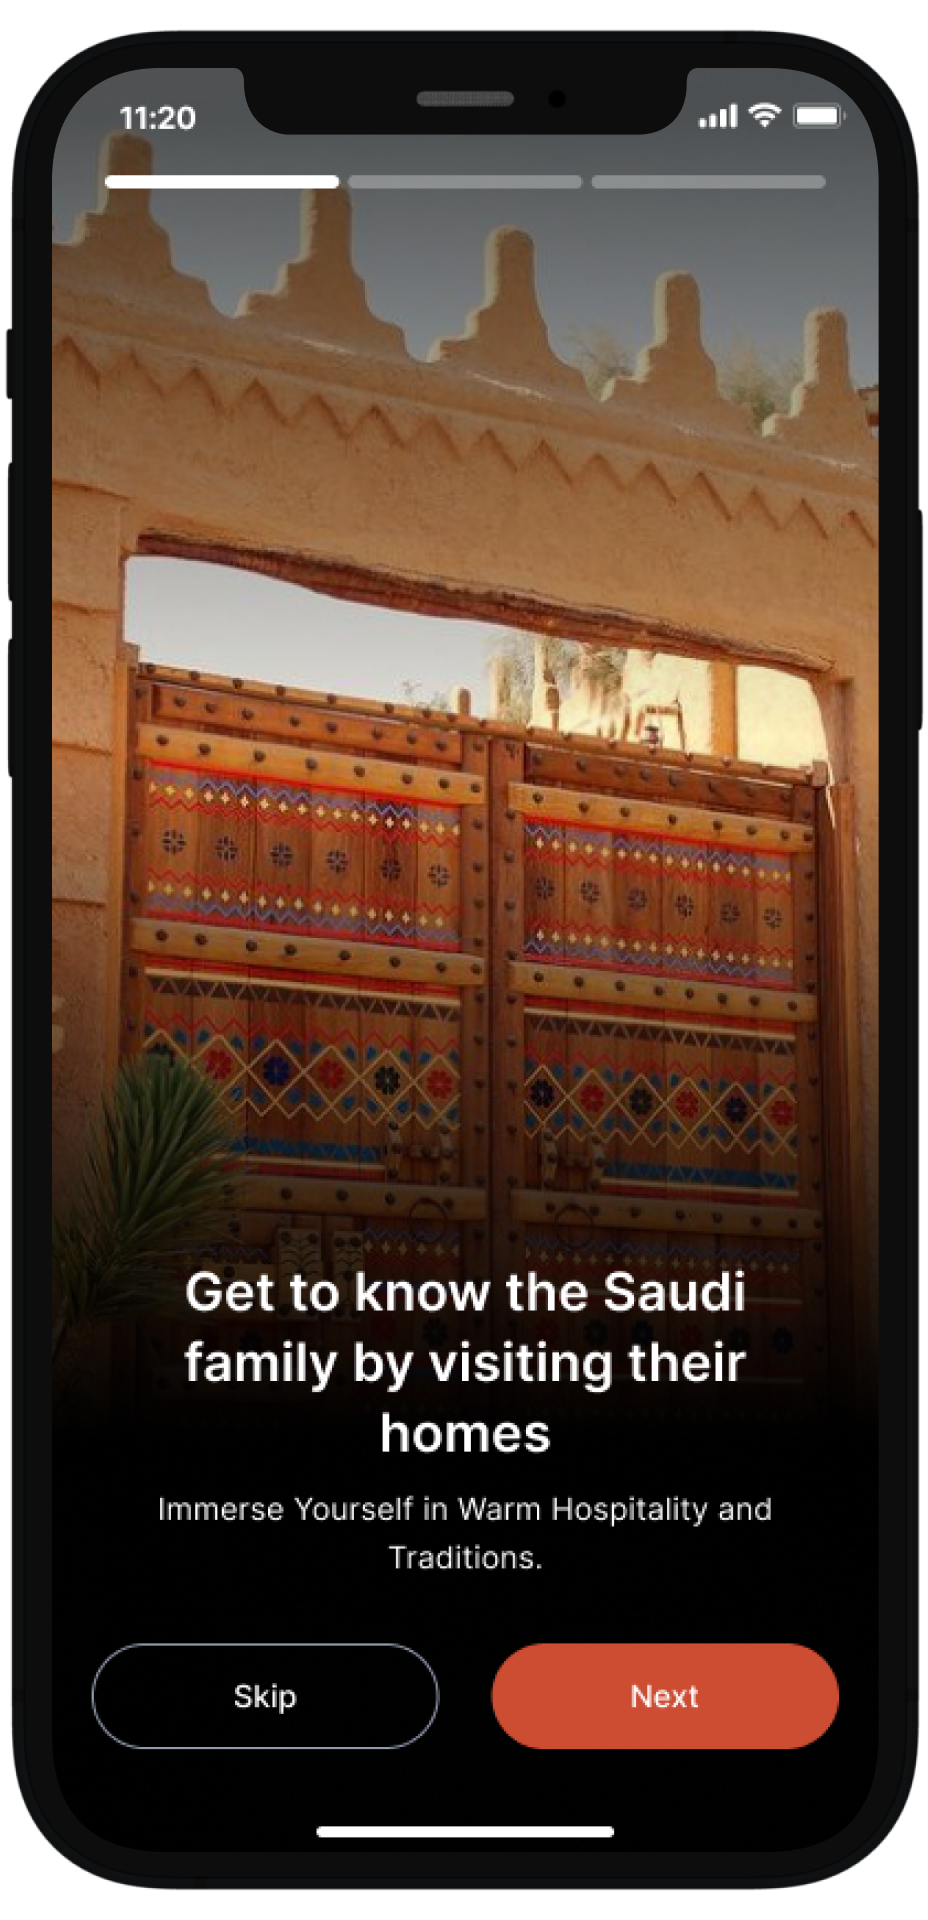 11:20
Get to know the Saudi
family by visiting their
homes
Immerse Yourself in Warm Hospitality and
Traditions.
Skip
Next